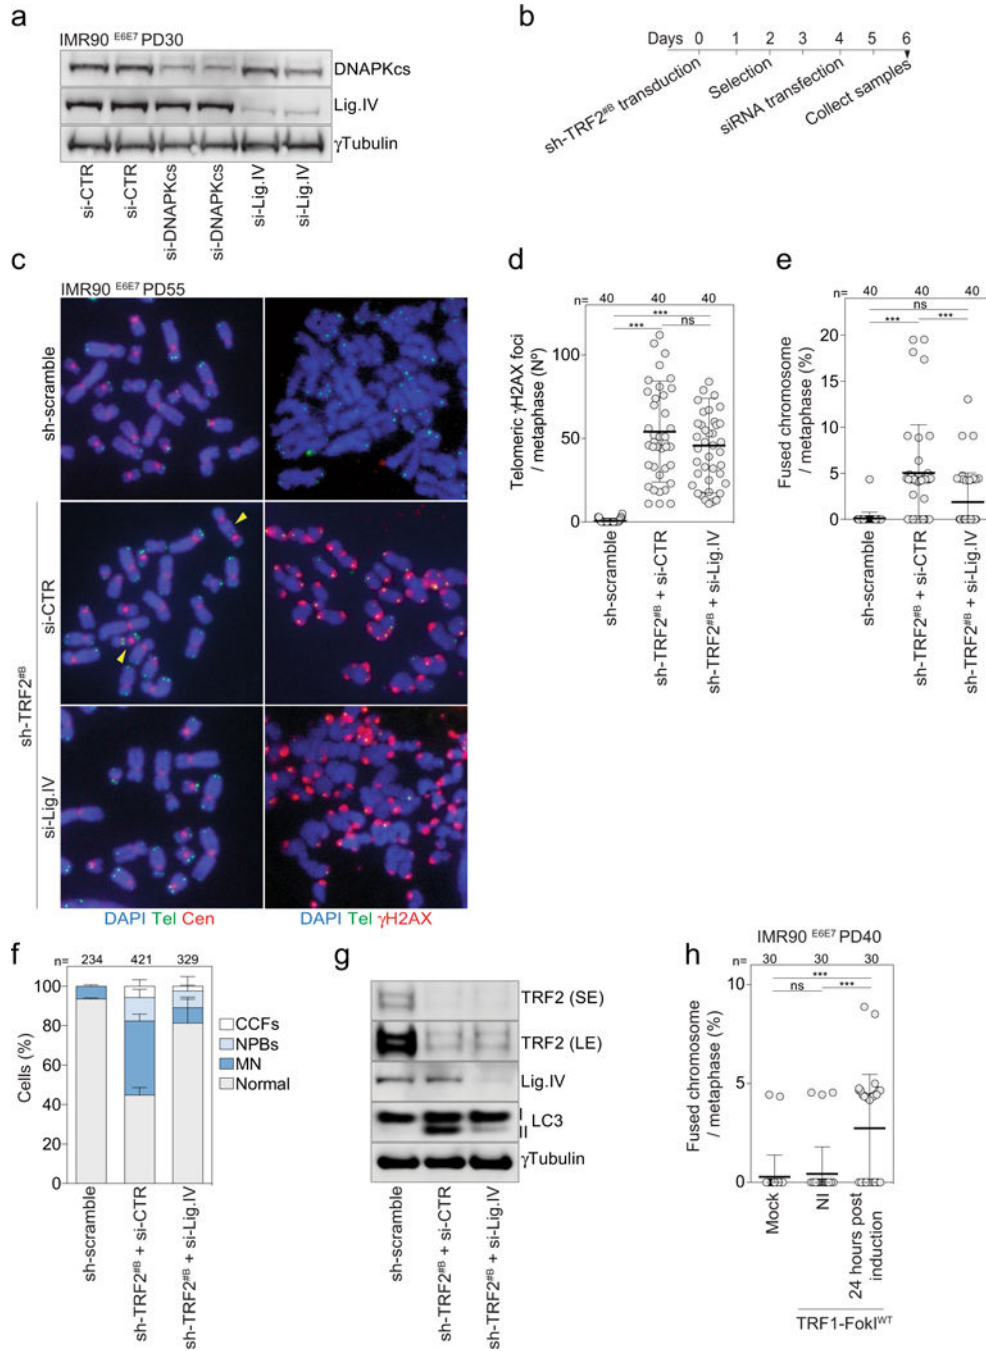 a
IMR90 E6E7 PD30
DNAPKcs
Lig.IV
γTubulin
si-CTR
si-CTR
si-DNAPKcs
si-DNAPKcs
si-Lig.IV
si-Lig.IV
b
Days 0 1 2 3 4 5 6
sh-TRF2#B transduction
Selection
siRNA transfection
Collect samples
c
IMR90 E6E7 PD55
sh-scramble
si-CTR
si-Lig.IV
sh-TRF2#B
DAPI Tel Cen
DAPI Tel γH2AX
d
n= 40 40 40
***
*** ns
Telomeric γH2AX foci
/ metaphase (Nº)
100
50
0
sh-scramble
sh-TRF2#B + si-CTR
sh-TRF2#B + si-Lig.IV
e
n= 40 40 40
ns
*** ***
Fused chromosome
/ metaphase (%)
20
15
10
5
0
sh-scramble
sh-TRF2#B + si-CTR
sh-TRF2#B + si-Lig.IV
f
n= 234 421 329
Cells (%)
100
80
60
40
20
0
CCFs
NPBs
MN
Normal
sh-scramble
sh-TRF2#B + si-CTR
sh-TRF2#B + si-Lig.IV
g
TRF2 (SE)
TRF2 (LE)
Lig.IV
I
II
LC3
γTubulin
sh-scramble
sh-TRF2#B + si-CTR
sh-TRF2#B + si-Lig.IV
h
IMR90 E6E7 PD40
n= 30 30 30
***
ns ***
Fused chromosome
/ metaphase (%)
10
5
0
Mock
NI
24 hours post
induction
TRF1-FokIWT